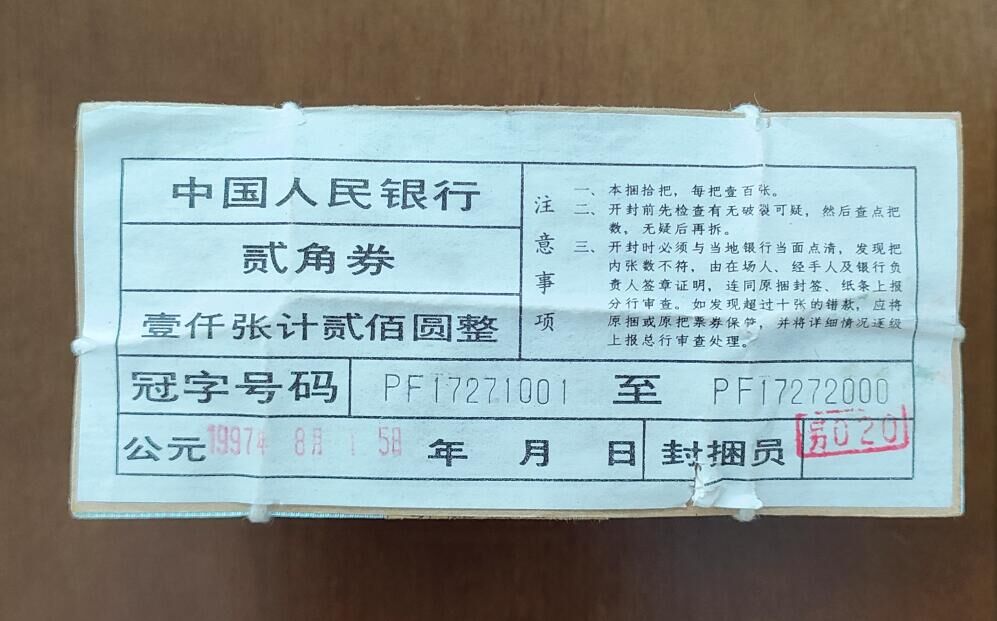 中国人民银行
贰角券
壹仟张计贰佰圆整
注意事项
一、本捆拾把，每把壹百张。
二、开封前先检查有无破裂可疑，然后查点把
数，无疑后再拆。
三、开封时必须与当地银行当面点清，发现把
内张数不符，由在场人、经手人及银行负
责人签章证明，连同原捆封签、纸条上报
分行审查。如发现超过十张的错款，应将
原捆或原把票券保管，并将详细情况逐级
上报总行审查处理。
冠字号码 PF17271001 至 PF17272000
公元 1997年 8月 15日 年 月 日 封捆员 020